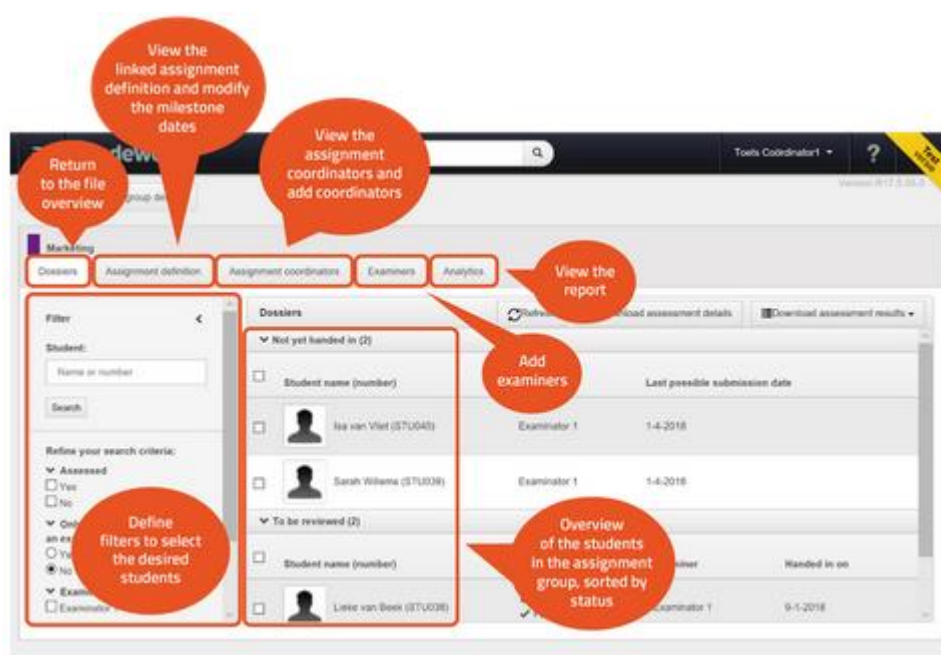 View the
linked assignment
definition and modify
the milestone
dates
View the
assignment
coordinators and
add coordinators
Return
to the file
overview
Toets Coördinator1
?
Test
Marketing
Dossiers
Assignment definition
Assignment coordinators
Examiners
Analytics
View the
report
Filter
Student:
Name or number
Search
Refine your search criteria:
Assessed
Yes
No
No
Examinator
Define
filters to select
the desired
students
Dossiers
assessment details
Download assessment results
Not yet handed in (2)
Add
examiners
Student name (number)
Last possible submission date
Isa van Vliet (STU040)
Examinator 1
1-4-2018
Sarah Willems (STU039)
Examinator 1
1-4-2018
To be reviewed (2)
Overview
of the students
in the assignment
group, sorted by
status
Student name (number)
Handed in on
Lieke van Beek (STU038)
Examinator 1
9-1-2018